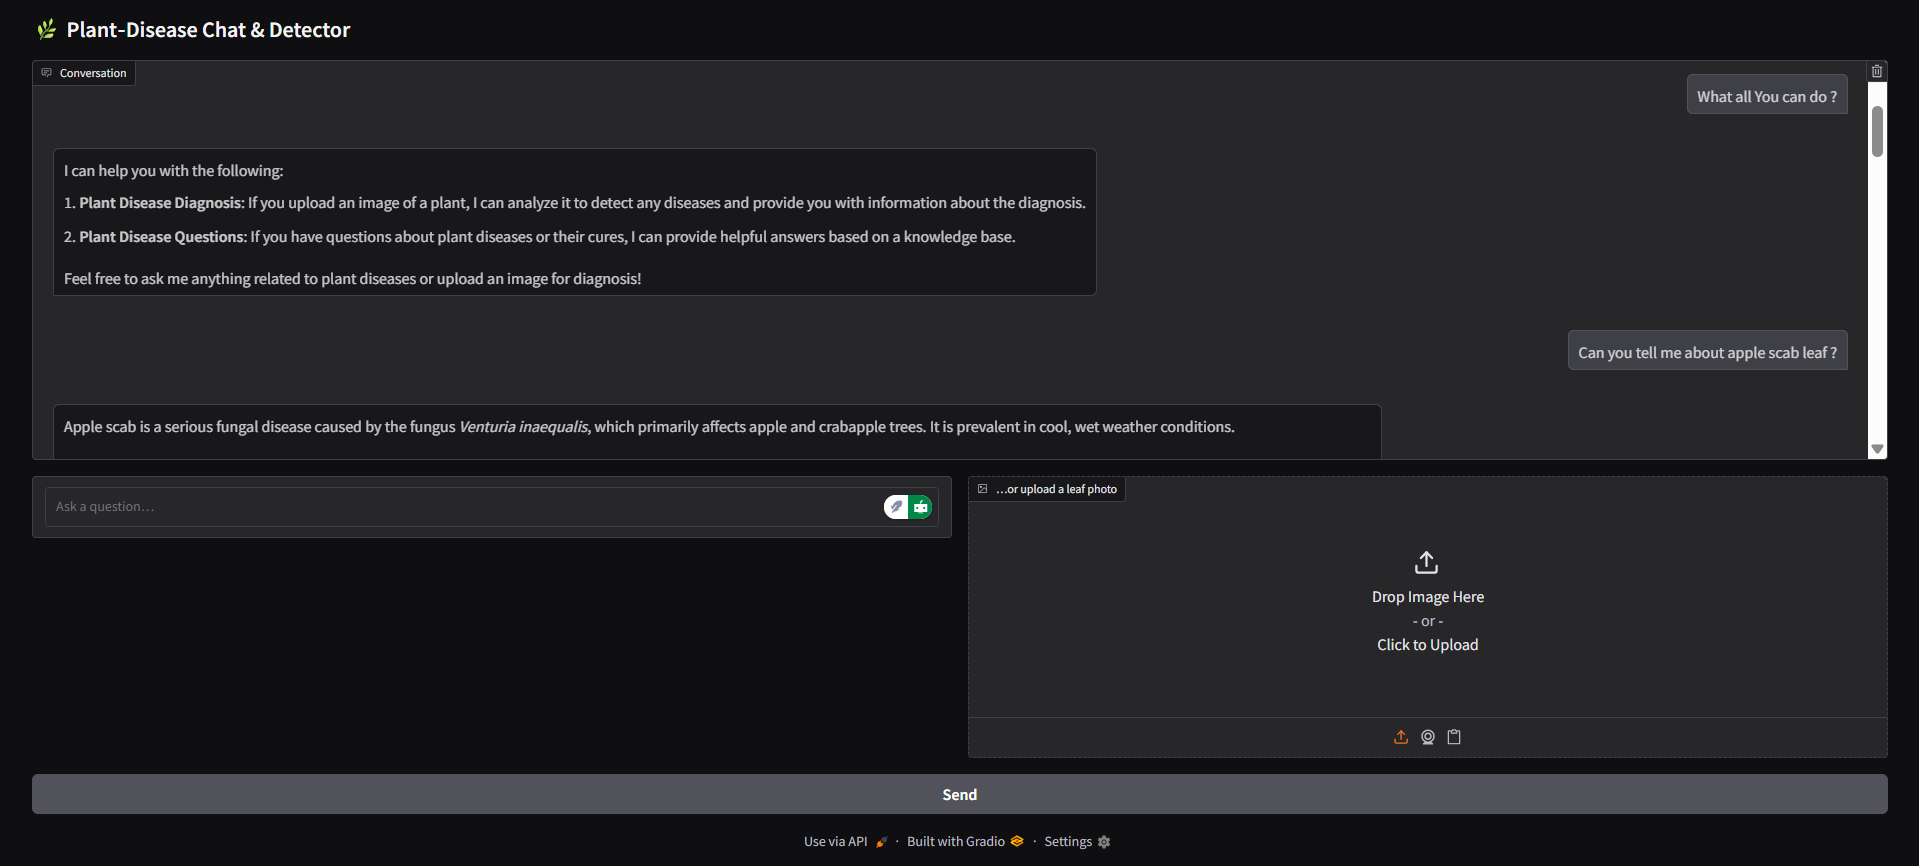 Plant-Disease Chat & Detector
Conversation
What all You can do ?
I can help you with the following:
1. Plant Disease Diagnosis: If you upload an image of a plant, I can analyze it to detect any diseases and provide you with information about the diagnosis.
2. Plant Disease Questions: If you have questions about plant diseases or their cures, I can provide helpful answers based on a knowledge base.
Feel free to ask me anything related to plant diseases or upload an image for diagnosis!
Can you tell me about apple scab leaf ?
Apple scab is a serious fungal disease caused by the fungus Venturia inaequalis, which primarily affects apple and crabapple trees. It is prevalent in cool, wet weather conditions.
Ask a question…
...or upload a leaf photo
Drop Image Here
- or -
Click to Upload
Send
Use via API · Built with Gradio · Settings